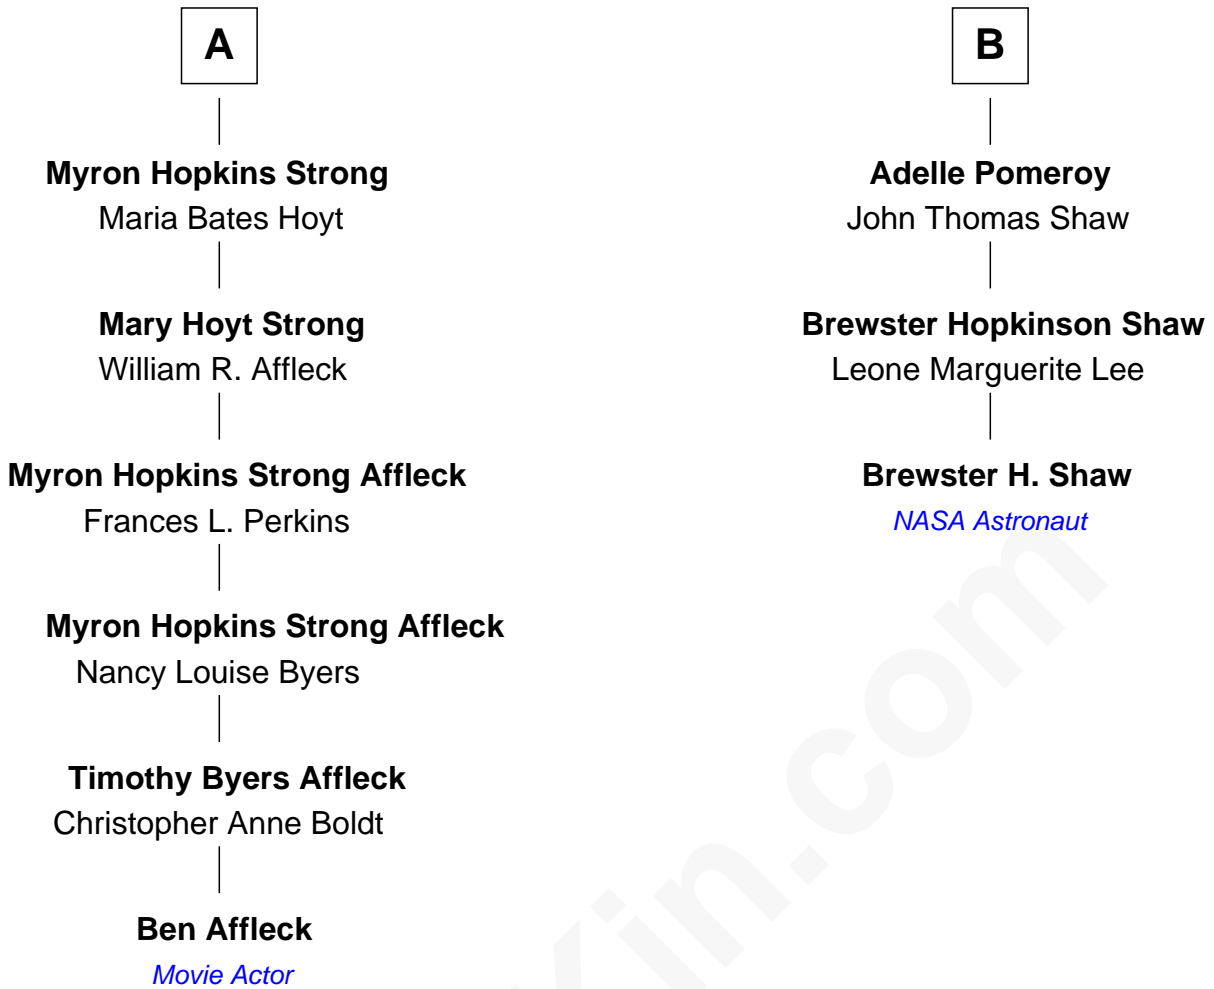 A
Myron Hopkins Strong
Maria Bates Hoyt
Mary Hoyt Strong
William R. Affleck
Myron Hopkins Strong Affleck
Frances L. Perkins
Myron Hopkins Strong Affleck
Nancy Louise Byers
Timothy Byers Affleck
Christopher Anne Boldt
Ben Affleck
Movie Actor
B
Adelle Pomeroy
John Thomas Shaw
Brewster Hopkinson Shaw
Leone Marguerite Lee
Brewster H. Shaw
NASA Astronaut
Kin.com